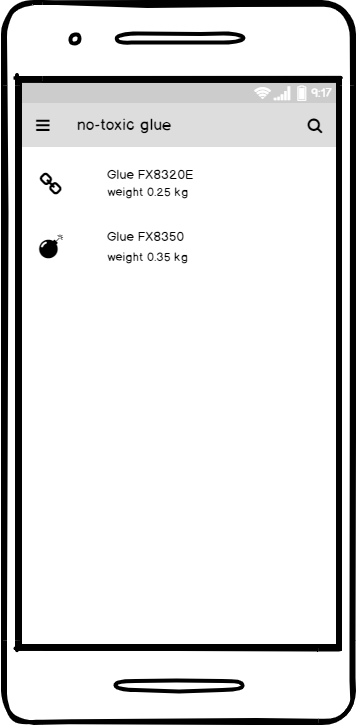 9:17
no-toxic glue
Glue FX8320E
weight 0.25 kg
Glue FX8350
weight 0.35 kg